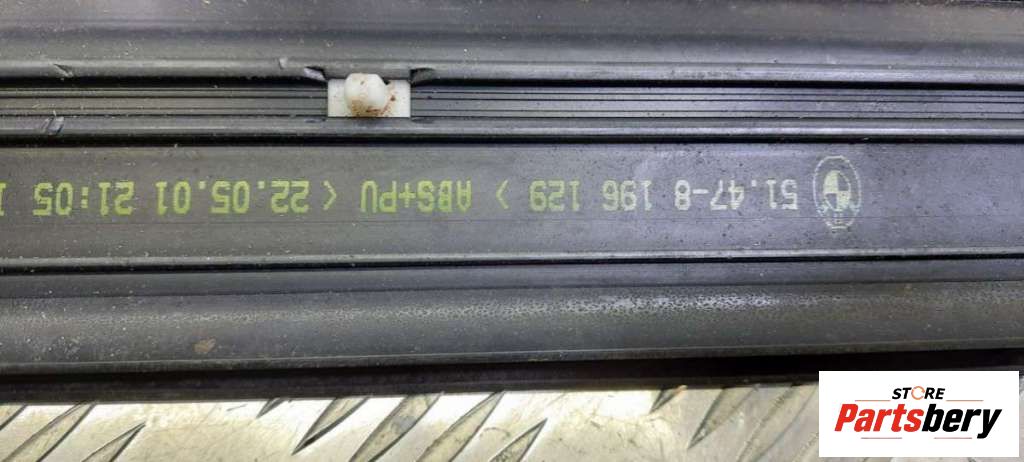 51.47-8 196 129 > ABS+PU < 22.05.01 21:05
STORE
Partsbery